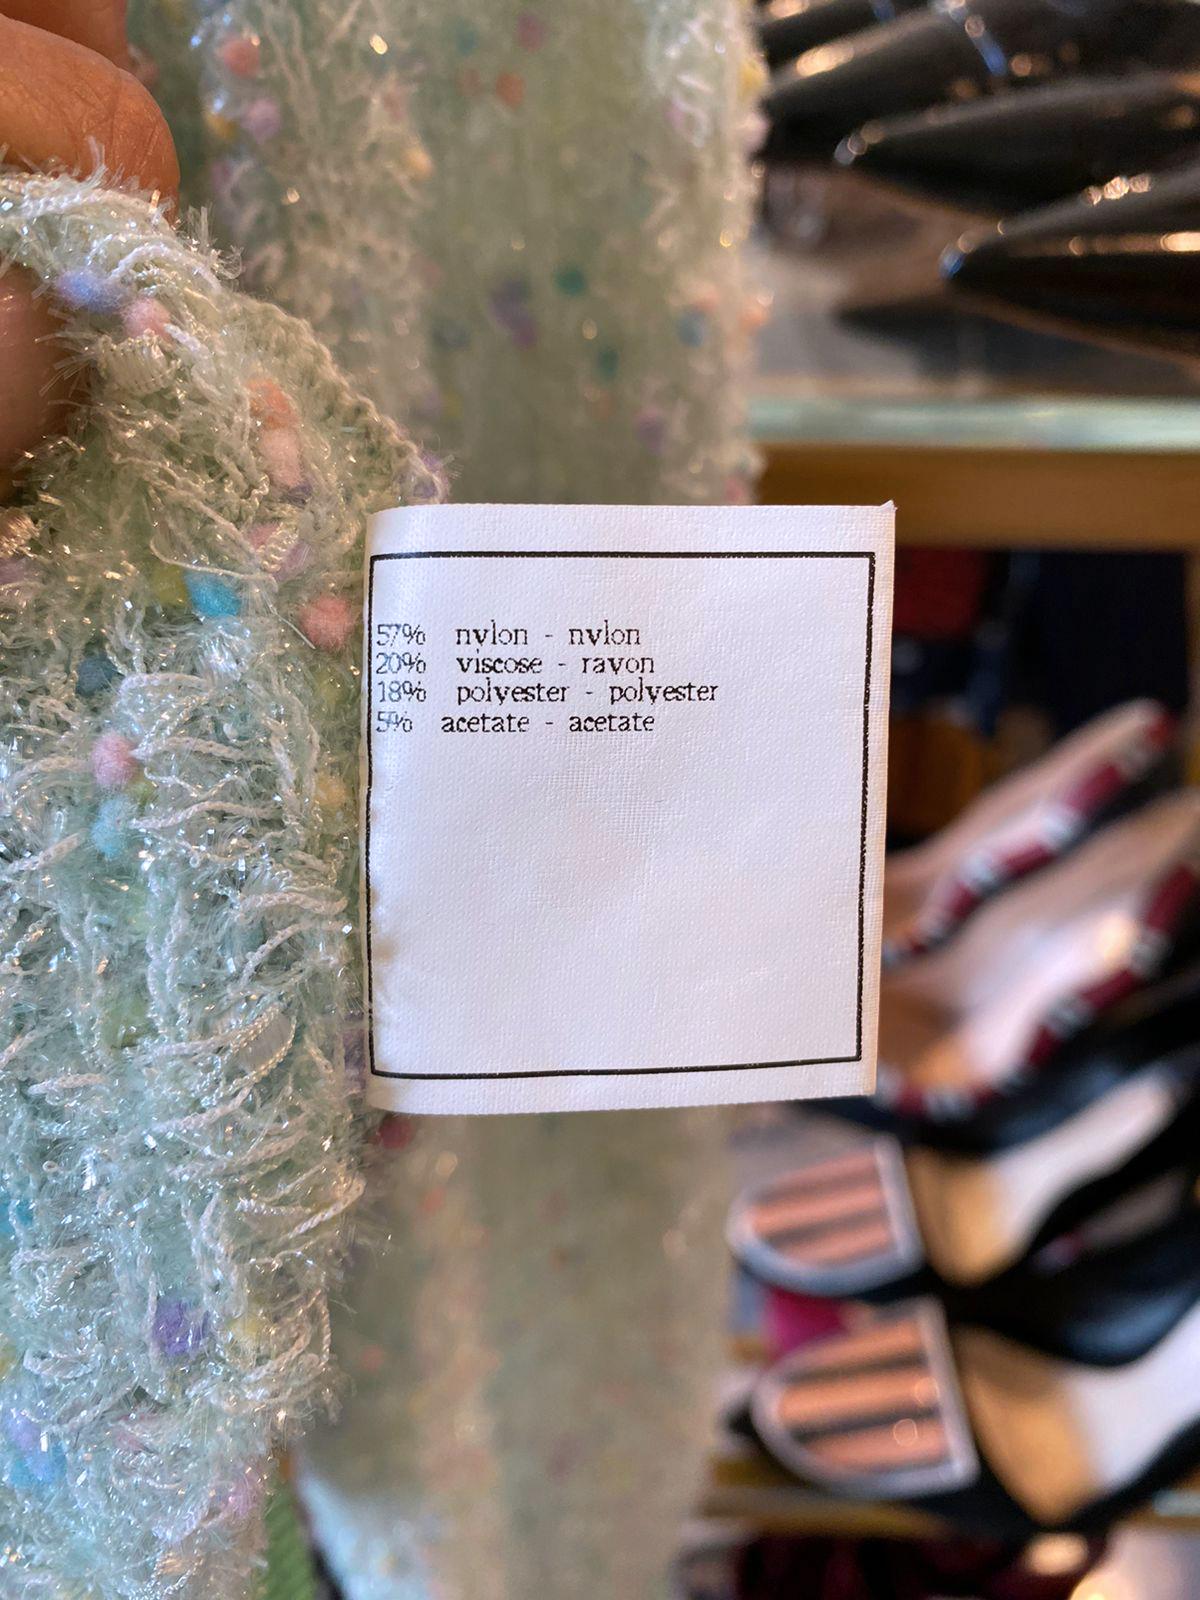 57% nylon - nylon
20% viscose - rayon
18% polyester - polyester
5% acetate - acetate